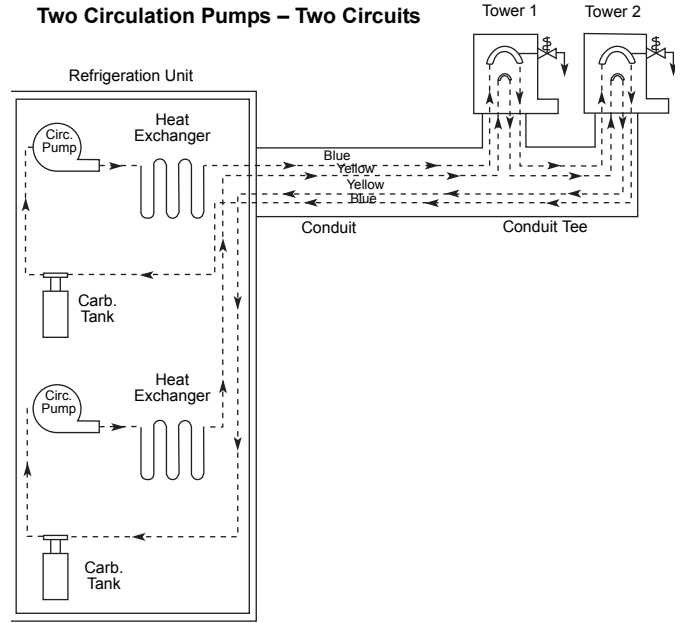 Two Circulation Pumps – Two Circuits
Tower 1
Tower 2
Refrigeration Unit
Circ.
Pump
Heat
Exchanger
Blue
Yellow
Yellow
Blue
Conduit
Conduit Tee
Carb.
Tank
Circ.
Pump
Heat
Exchanger
Carb.
Tank